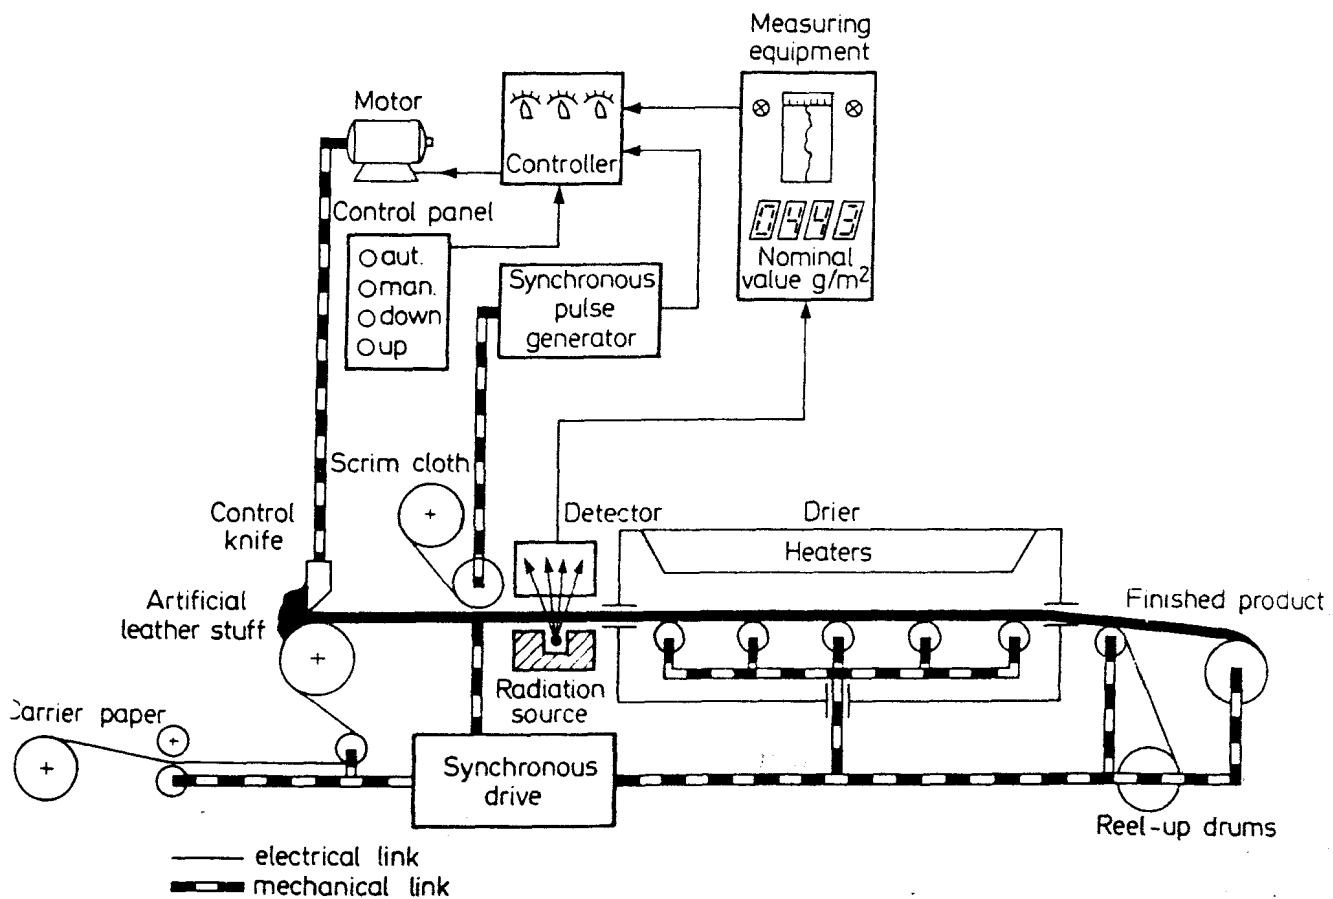 Measuring
equipment
Motor
Controller
Control panel
aut.
man.
down
up
Synchronous
pulse
generator
0443
Nominal
value g/m²
Scrim cloth
Control
knife
Detector
Drier
Heaters
Artificial
leather stuff
Finished product
Radiation
source
Carrier paper
Synchronous
drive
Reel-up drums
electrical link
mechanical link